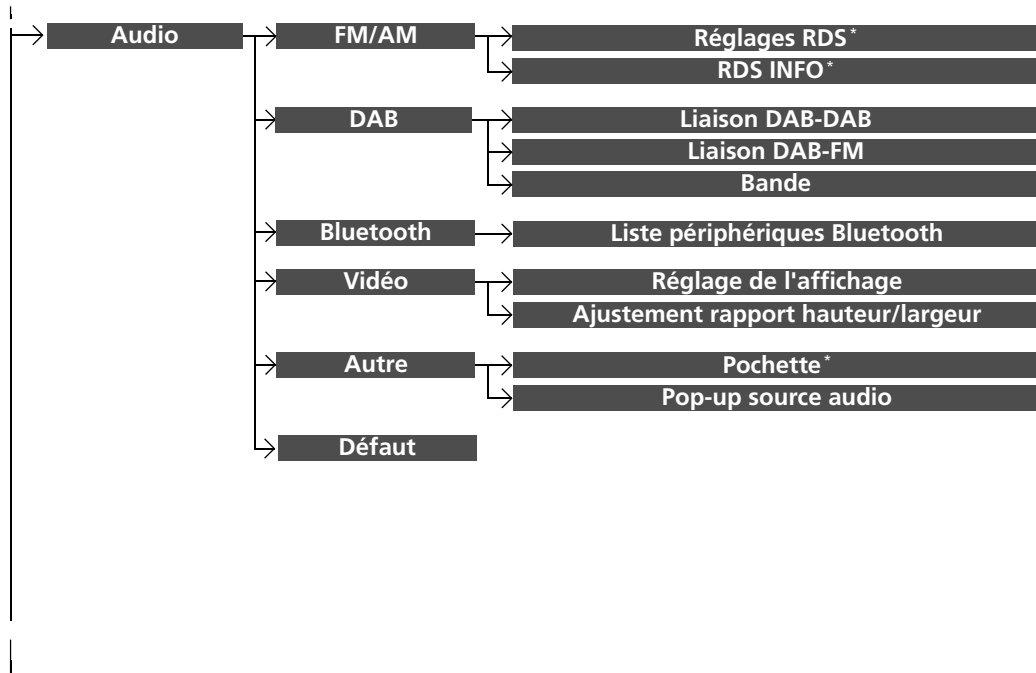 Audio
FM/AM
Réglages RDS*
RDS INFO*
DAB
Liaison DAB-DAB
Liaison DAB-FM
Bande
Bluetooth
Liste périphériques Bluetooth
Vidéo
Réglage de l'affichage
Ajustement rapport hauteur/largeur
Autre
Pochette*
Pop-up source audio
Défaut